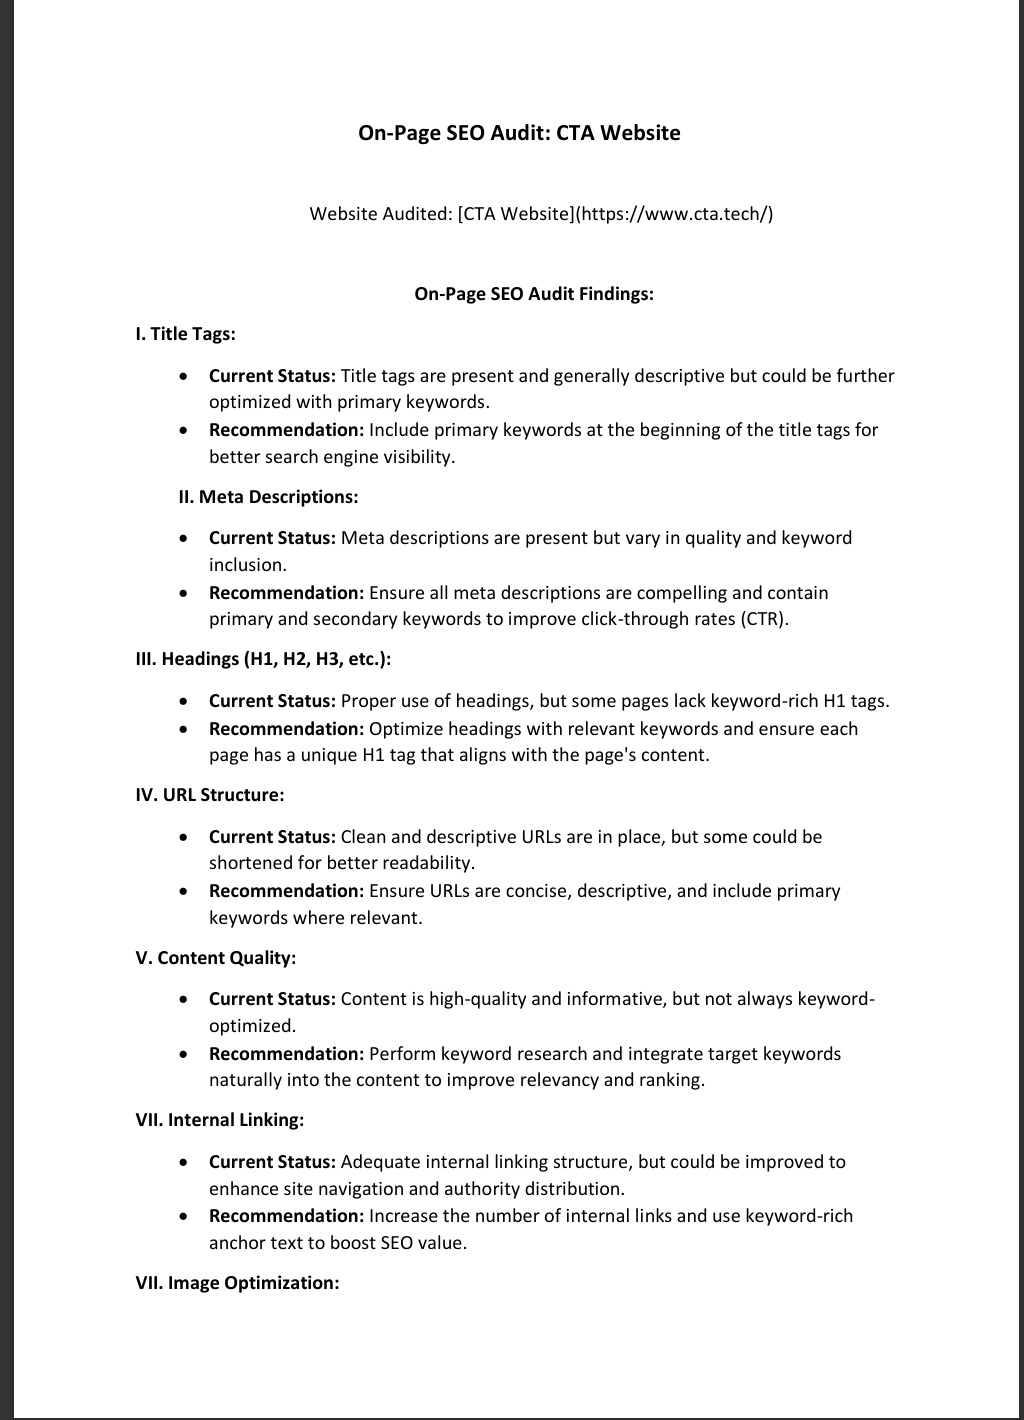 On-Page SEO Audit: CTA Website
Website Audited: [CTA Website](https://www.cta.tech/)
On-Page SEO Audit Findings:
I. Title Tags:
• Current Status: Title tags are present and generally descriptive but could be further
optimized with primary keywords.
• Recommendation: Include primary keywords at the beginning of the title tags for
better search engine visibility.
II. Meta Descriptions:
• Current Status: Meta descriptions are present but vary in quality and keyword
inclusion.
• Recommendation: Ensure all meta descriptions are compelling and contain
primary and secondary keywords to improve click-through rates (CTR).
III. Headings (H1, H2, H3, etc.):
• Current Status: Proper use of headings, but some pages lack keyword-rich H1 tags.
• Recommendation: Optimize headings with relevant keywords and ensure each
page has a unique H1 tag that aligns with the page's content.
IV. URL Structure:
• Current Status: Clean and descriptive URLs are in place, but some could be
shortened for better readability.
• Recommendation: Ensure URLs are concise, descriptive, and include primary
keywords where relevant.
V. Content Quality:
• Current Status: Content is high-quality and informative, but not always keyword-
optimized.
• Recommendation: Perform keyword research and integrate target keywords
naturally into the content to improve relevancy and ranking.
VII. Internal Linking:
• Current Status: Adequate internal linking structure, but could be improved to
enhance site navigation and authority distribution.
• Recommendation: Increase the number of internal links and use keyword-rich
anchor text to boost SEO value.
VII. Image Optimization: